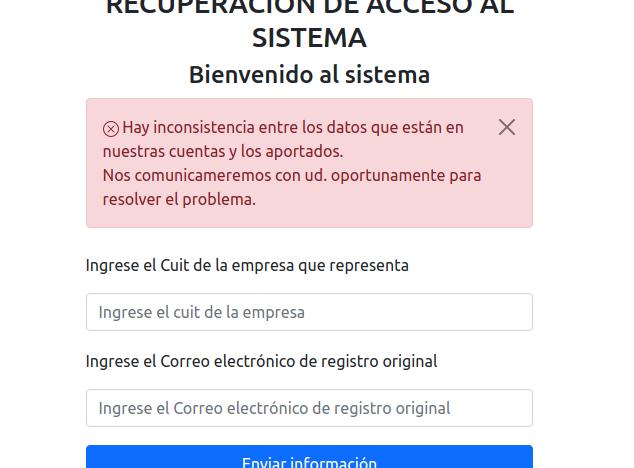 RECUPERACIÓN DE ACCESO AL
SISTEMA
Bienvenido al sistema
Hay inconsistencia entre los datos que están en
nuestras cuentas y los aportados.
Nos comunicameremos con ud. oportunamente para
resolver el problema.
Ingrese el Cuit de la empresa que representa
Ingrese el cuit de la empresa
Ingrese el Correo electrónico de registro original
Ingrese el Correo electrónico de registro original
Enviar información